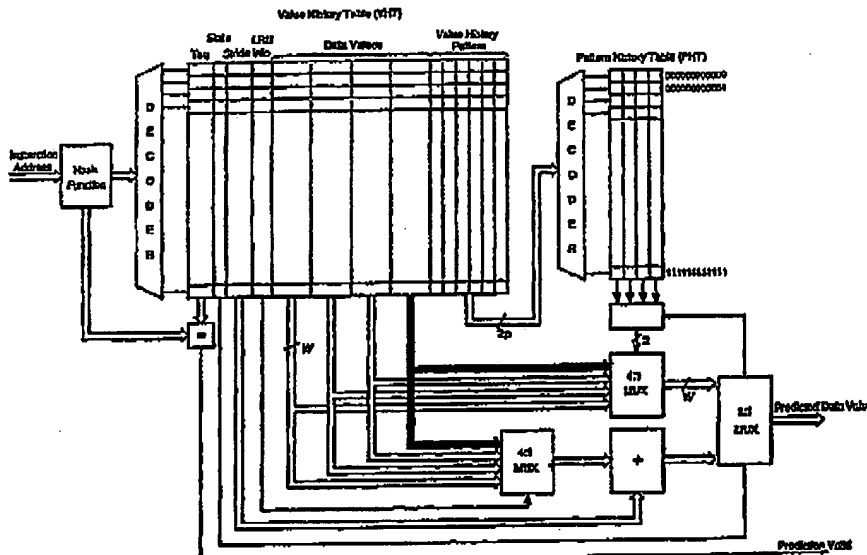 Value History Table (VHT)
State
LRU
Tag
Stride
Info
Data Values
Value History
Pattern
Pattern History Table (PHT)
000000000000
000000000001
D
E
C
O
D
E
R
D
E
C
O
D
E
R
Instruction
Address
Hash
Function
111111111111
=
W
2p
2
4:1
MUX
W
2:1
MUX
Predicted Data Value
4:1
MUX
+
Prediction Valid